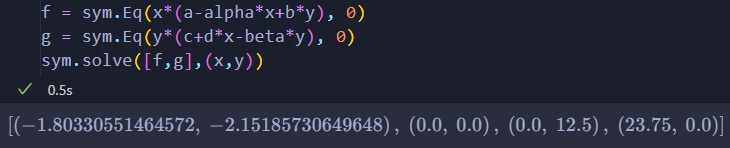 f = sym.Eq(x*(a-alpha*x+b*y), 0)
g = sym.Eq(y*(c+d*x-beta*y), 0)
sym.solve([f,g],(x,y))
✓ 0.5s
[(−1.80330551464572, −2.15185730649648), (0.0, 0.0), (0.0, 12.5), (23.75, 0.0)]